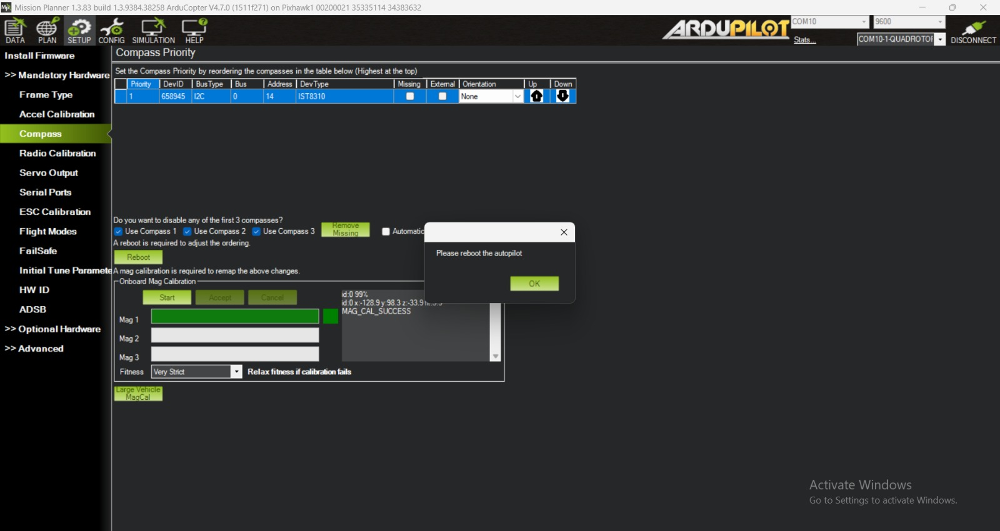 Mission Planner 1.3.83 build 1.3.9384.38258 ArduCopter V4.7.0 (1511f271) on Pixhawk1 00200021 35335114 34383632
DATA PLAN SETUP CONFIG SIMULATION HELP
ARDUPILOT
COM10 9600
Stats... COM10-1-QUADROTOR DISCONNECT
Install Firmware
>> Mandatory Hardware
Frame Type
Accel Calibration
Compass
Radio Calibration
Servo Output
Serial Ports
ESC Calibration
Flight Modes
FailSafe
Initial Tune Paramete
HW ID
ADSB
>> Optional Hardware
>> Advanced
Compass Priority
Set the Compass Priority by reordering the compasses in the table below (Highest at the top)
Priority DevID BusType Bus Address DevType Missing External Orientation Up Down
1 658945 I2C 0 14 IST8310 None
Do you want to disable any of the first 3 compasses?
Use Compass 1 Use Compass 2 Use Compass 3 Remove Missing Automatic
A reboot is required to adjust the ordering.
Reboot
A mag calibration is required to remap the above changes.
Onboard Mag Calibration
Start Accept Cancel
Mag 1
Mag 2
Mag 3
Fitness Very Strict Relax fitness if calibration fails
id:0 99%
id:0 x:-128.9 y:98.3 z:-33.9
MAG_CAL_SUCCESS
Large Vehicle
MagCal
Please reboot the autopilot
OK
Activate Windows
Go to Settings to activate Windows.